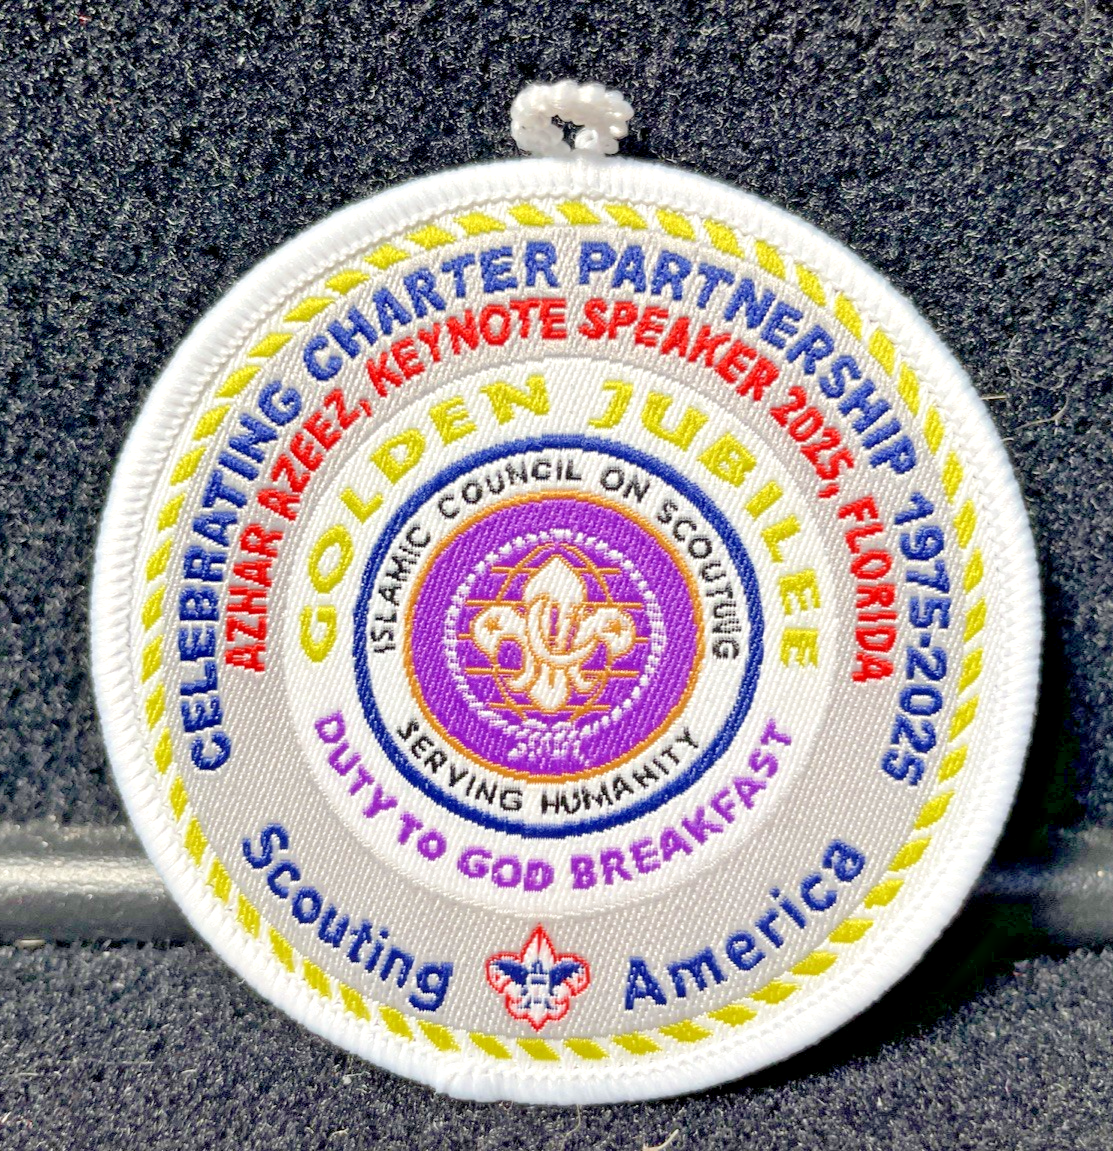 CELEBRATING CHARTER PARTNERSHIP 1975-2025
AZHAR AZEEZ, KEYNOTE SPEAKER 2025, FLORIDA
GOLDEN JUBILEE
ISLAMIC COUNCIL ON SCOUTING
SERVING HUMANITY
DUTY TO GOD BREAKFAST
Scouting America